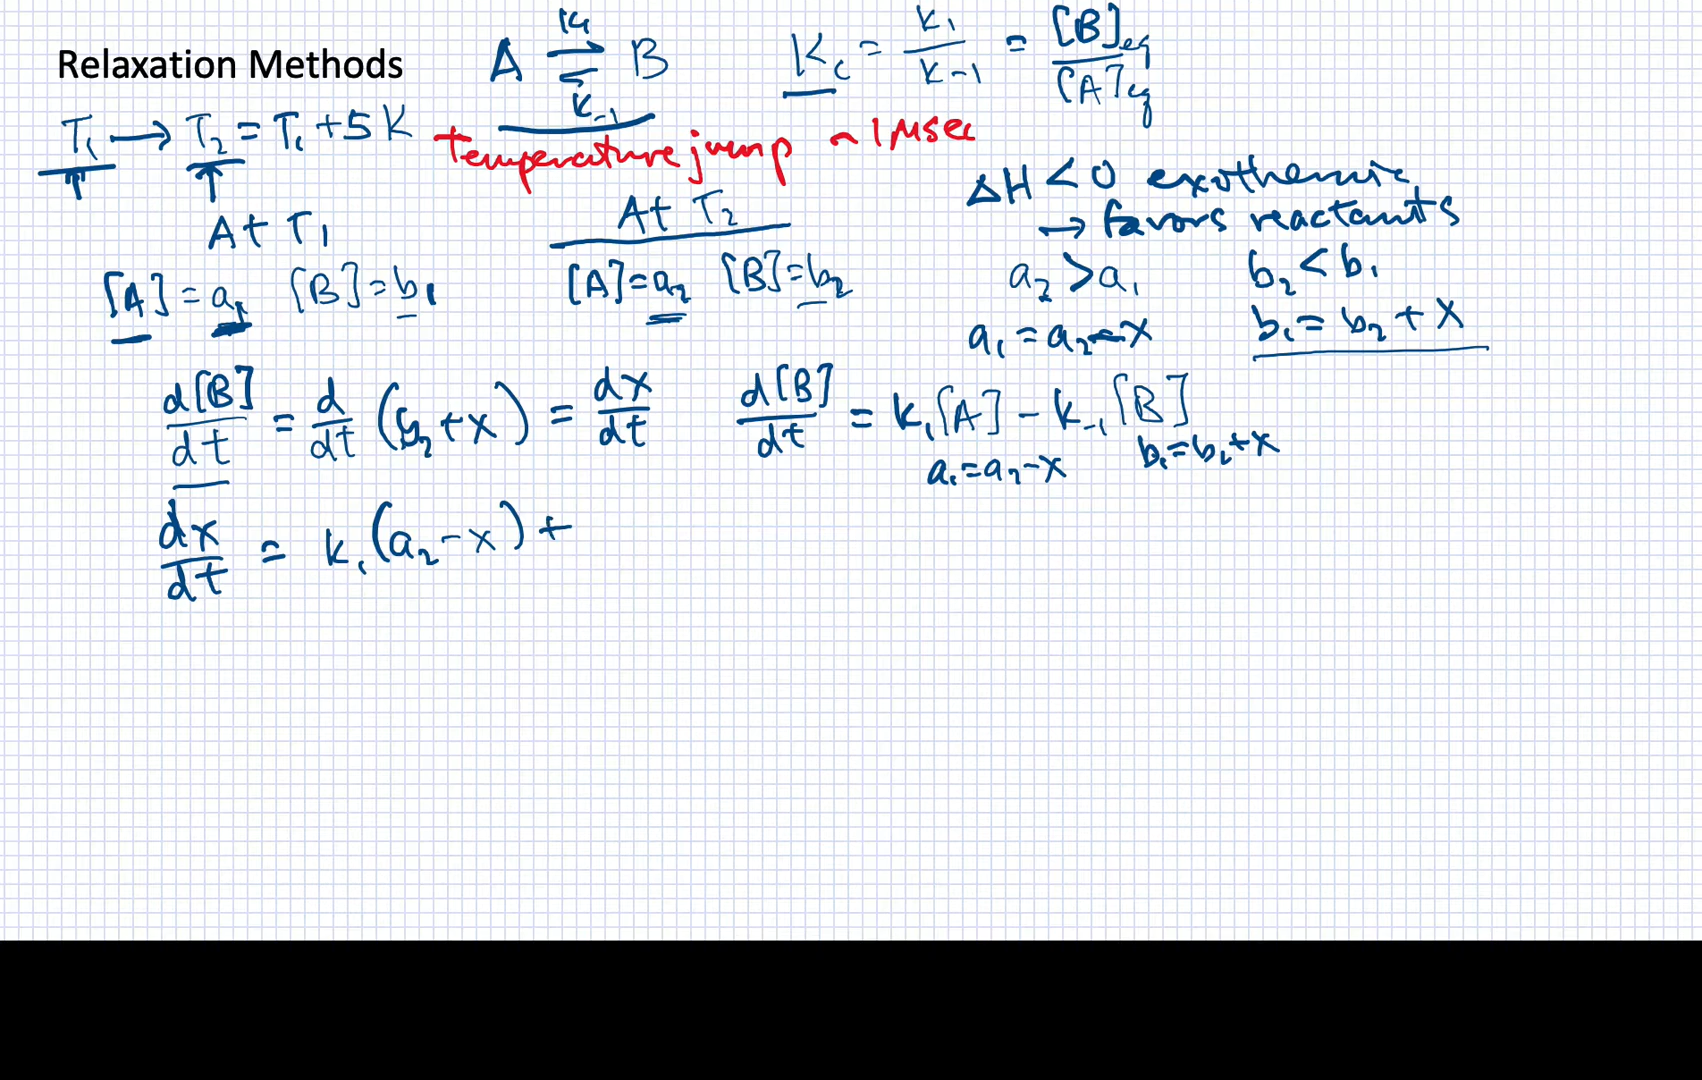 Relaxation Methods A ⇌ B k₁ k₋₁ K_c = k₁/k₋₁ = [B]eq/[A]eq
T₁ → T₂ = T₁ + 5 K temperature jump ~ 1 μsec
ΔH < 0 exothermic
→ favors reactants
At T₁ At T₂
[A] = a₁ [B] = b₁ [A] = a₂ [B] = b₂ a₂ > a₁ b₂ < b₁
a₁ = a₂ - x b₁ = b₂ + x
d[B]/dt = d/dt (b₂ + x) = dx/dt d[B]/dt = k₁[A] - k₋₁[B]
a₁ = a₂ - x b₁ = b₂ + x
dx/dt = k₁(a₂ - x) +